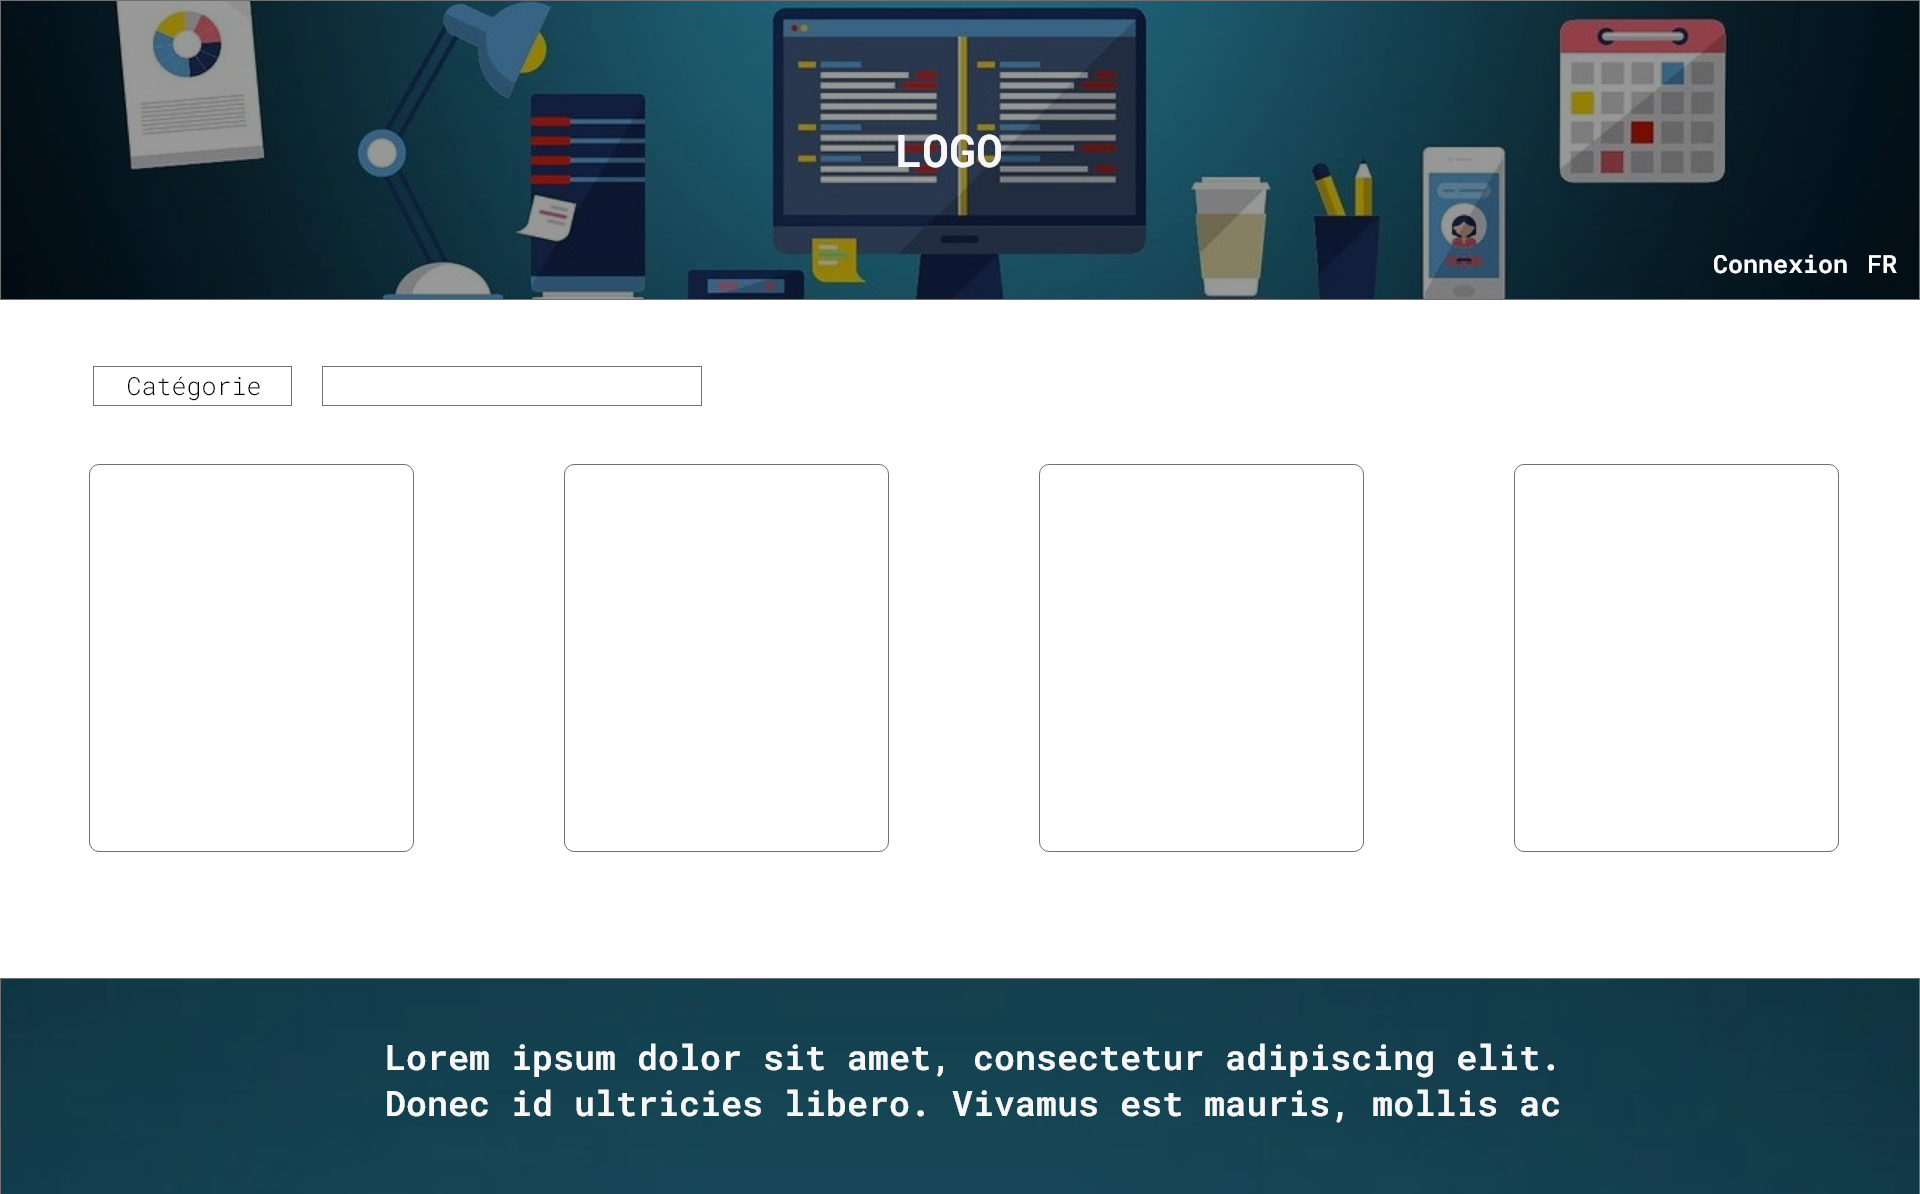 LOGO
Connexion FR
Catégorie
Lorem ipsum dolor sit amet, consectetur adipiscing elit.
Donec id ultricies libero. Vivamus est mauris, mollis ac